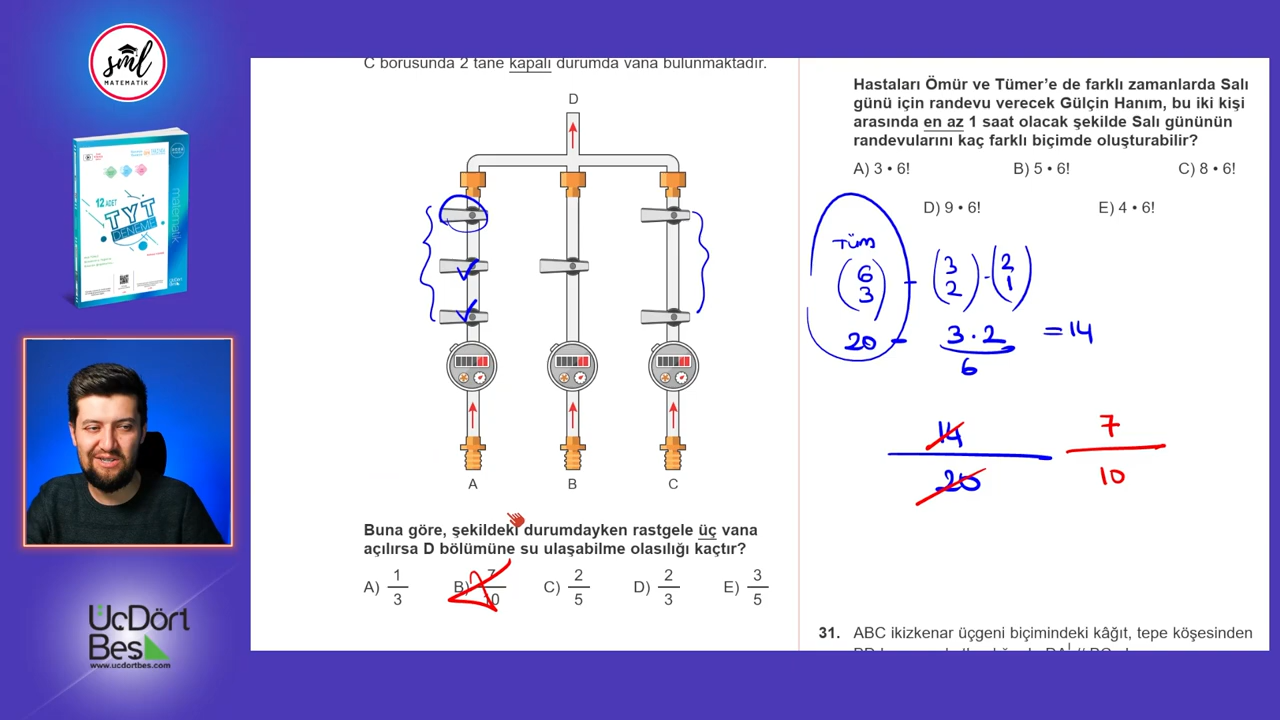 sml
MATEMATİK
12 ADET
TYT
DENEME
matematik
ÜçDört
Beş
www.ucdortbes.com
C borusunda 2 tane kapalı durumda vana bulunmaktadır.
D
A
B
C
Buna göre, şekildeki durumdayken rastgele üç vana
açılırsa D bölümüne su ulaşabilme olasılığı kaçtır?
A) 1/3 B) 7/10 C) 2/5 D) 2/3 E) 3/5
Hastaları Ömür ve Tümer'e de farklı zamanlarda Salı
günü için randevu verecek Gülçin Hanım, bu iki kişi
arasında en az 1 saat olacak şekilde Salı gününün
randevularını kaç farklı biçimde oluşturabilir?
A) 3 • 6! B) 5 • 6! C) 8 • 6!
D) 9 • 6! E) 4 • 6!
Tüm
(6 3) - (3 2) · (2 1)
20 - 3 · 2 = 14
6
14 7
20 10
31. ABC ikizkenar üçgeni biçimindeki kâğıt, tepe köşesinden